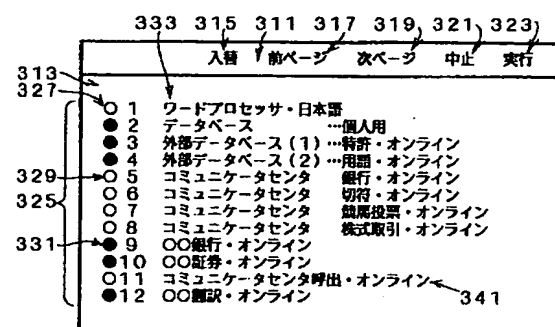 333 315 311 317 319 321 323
入替 前ページ 次ページ 中止 実行
313
327
○1 ワードプロセッサ・日本語
●2 データベース …個人用
●3 外部データベース(1)…特許・オンライン
●4 外部データベース(2)…用語・オンライン
329 ○5 コミュニケータセンタ 銀行・オンライン
○6 コミュニケータセンタ 切符・オンライン
325
○7 コミュニケータセンタ 競馬投票・オンライン
○8 コミュニケータセンタ 株式取引・オンライン
331 ●9 ○○銀行・オンライン
●10 ○○証券・オンライン
○11 コミュニケータセンタ呼出・オンライン 341
●12 ○○翻訳・オンライン